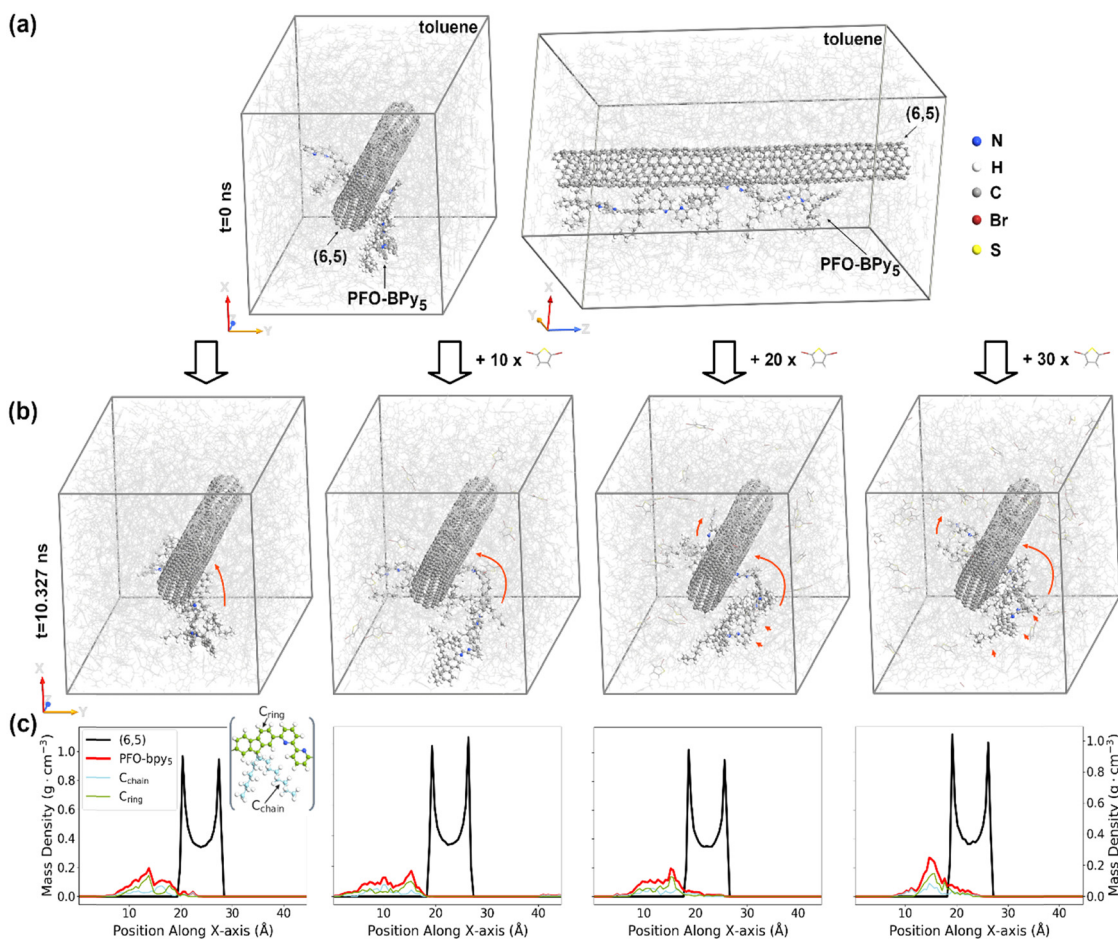 (a)
toluene
toluene
(6,5)
N
H
C
Br
S
t=0 ns
(6,5)
PFO-BPy₅
PFO-BPy₅
X
Z
Y
X
Y
Z
+ 10 x
+ 20 x
+ 30 x
(b)
t=10.327 ns
X
Z
Y
(c)
(6,5)
PFO-bpy₅
C_chain
C_ring
C_ring
C_chain
Mass Density (g · cm⁻³)
1.0
0.8
0.6
0.4
0.2
0.0
1.0
0.8
0.6
0.4
0.2
0.0
Mass Density (g · cm⁻³)
10 20 30 40
10 20 30 40
10 20 30 40
10 20 30 40
Position Along X-axis (Å)
Position Along X-axis (Å)
Position Along X-axis (Å)
Position Along X-axis (Å)